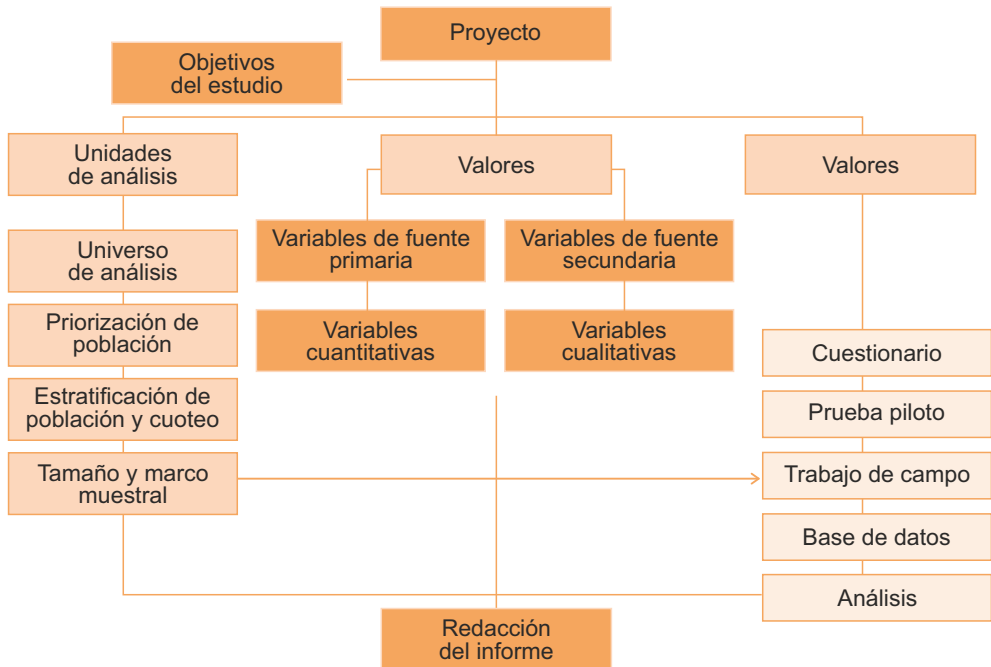 Proyecto
Objetivos
del estudio
Unidades
de análisis
Valores
Valores
Universo
de análisis
Variables de fuente
primaria
Variables de fuente
secundaria
Priorización de
población
Variables
cuantitativas
Variables
cualitativas
Cuestionario
Estratificación de
población y cuoteo
Prueba piloto
Tamaño y marco
muestral
Trabajo de campo
Base de datos
Análisis
Redacción
del informe